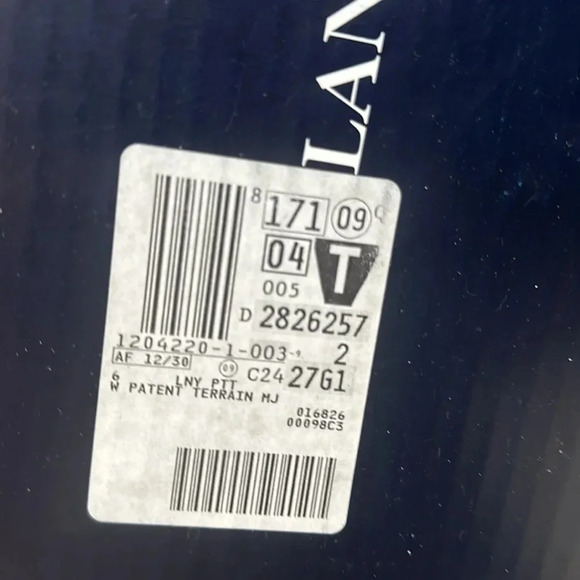 LAN
8 171 09 Q
04 T
005
D 2826257
1204220-1-003-9 2
AF 12/30 09 C24 27G1
6 LNY PTT
W PATENT TERRAIN MJ
016826
00098C3